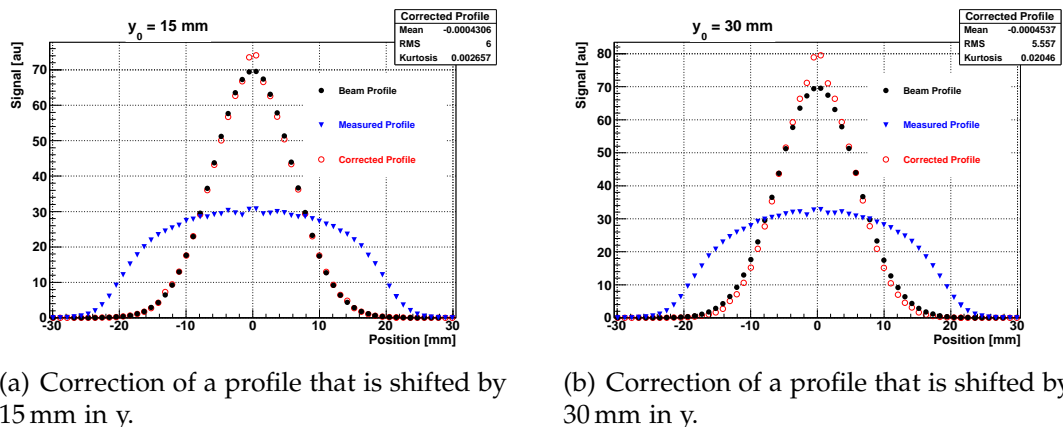 y0 = 15 mm
Corrected Profile
Mean -0.0004306
RMS 6
Kurtosis 0.002657
Signal [au]
70
60
50
40
30
20
10
0
Beam Profile
Measured Profile
Corrected Profile
-30 -20 -10 0 10 20 30
Position [mm]
(a) Correction of a profile that is shifted by
15 mm in y.
y0 = 30 mm
Corrected Profile
Mean -0.0004537
RMS 5.557
Kurtosis 0.02046
Signal [au]
80
70
60
50
40
30
20
10
0
Beam Profile
Measured Profile
Corrected Profile
-30 -20 -10 0 10 20 30
Position [mm]
(b) Correction of a profile that is shifted by
30 mm in y.